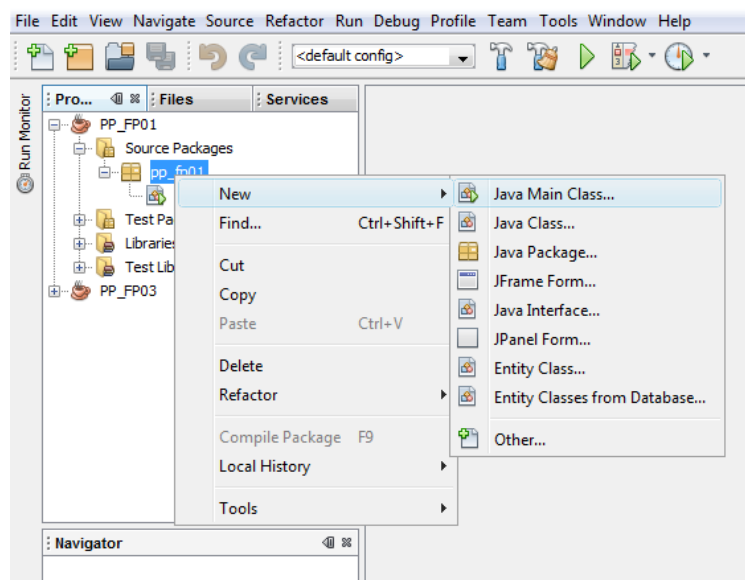 File Edit View Navigate Source Refactor Run Debug Profile Team Tools Window Help
<default config>
Run Monitor
Pro... Files Services
PP_FP01
Source Packages
pp_fp01
Test Pa
Libraries
Test Lib
PP_FP03
New
Find... Ctrl+Shift+F
Cut
Copy
Paste Ctrl+V
Delete
Refactor
Compile Package F9
Local History
Tools
Java Main Class...
Java Class...
Java Package...
JFrame Form...
Java Interface...
JPanel Form...
Entity Class...
Entity Classes from Database...
Other...
Navigator